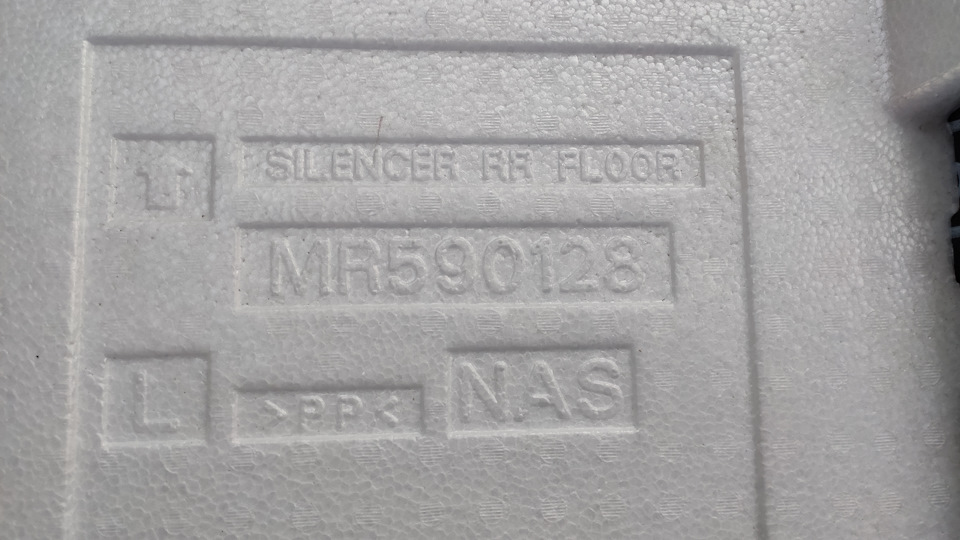 SILENCER RR FLOOR
MR590128
L >PP< NAS